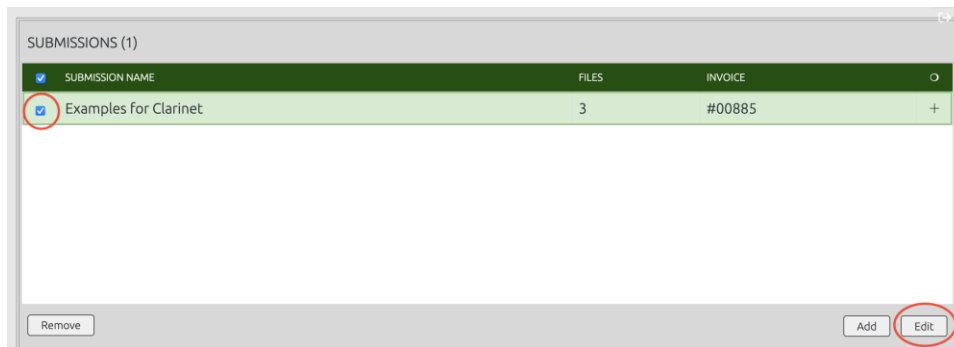 SUBMISSIONS (1)
SUBMISSION NAME FILES INVOICE
Examples for Clarinet 3 #00885 +
Remove Add Edit